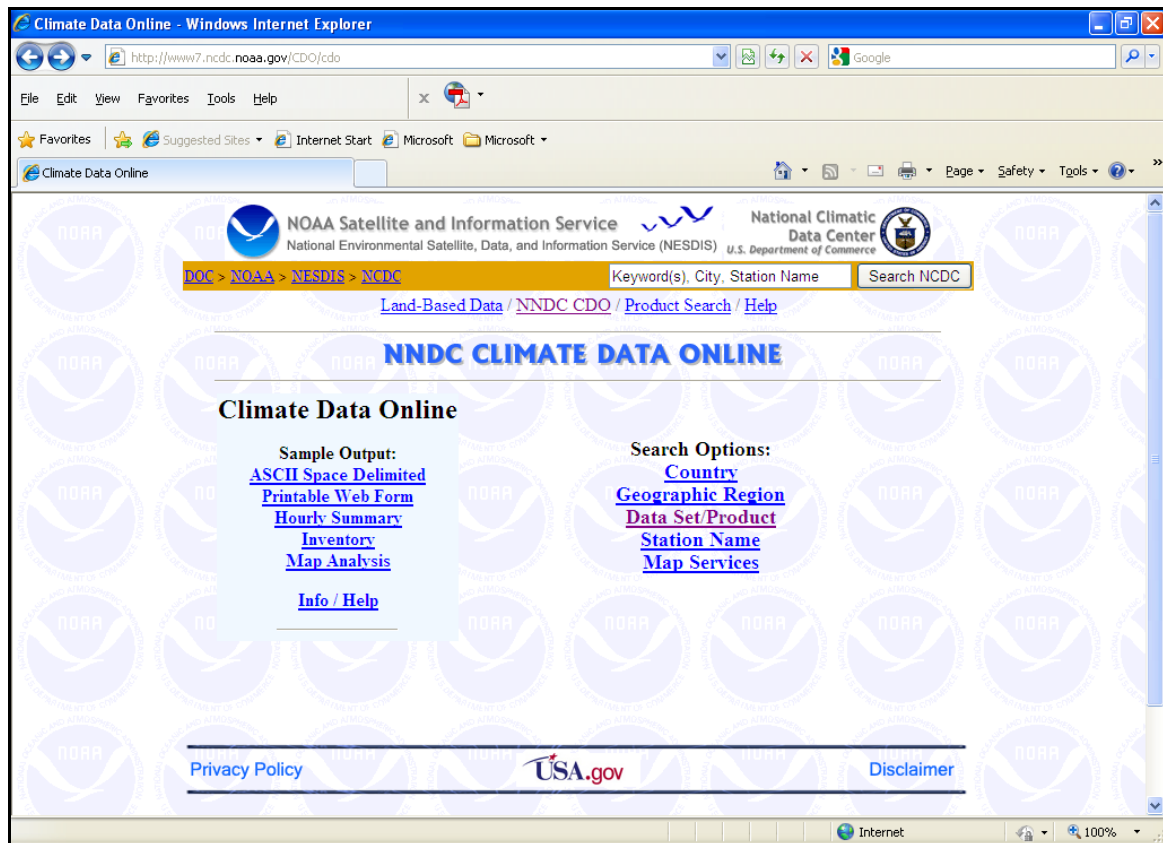 Climate Data Online - Windows Internet Explorer
http://www7.ncdc.noaa.gov/CDO/cdo
Google
File Edit View Favorites Tools Help
x
Favorites Suggested Sites Internet Start Microsoft Microsoft
Climate Data Online
Page Safety Tools »
NOAA Satellite and Information Service
National Environmental Satellite, Data, and Information Service (NESDIS)
National Climatic
Data Center
U.S. Department of Commerce
DOC > NOAA > NESDIS > NCDC
Keyword(s), City, Station Name Search NCDC
Land-Based Data / NNDC CDO / Product Search / Help
NNDC CLIMATE DATA ONLINE
Climate Data Online
Sample Output:
ASCII Space Delimited
Printable Web Form
Hourly Summary
Inventory
Map Analysis
Info / Help
Search Options:
Country
Geographic Region
Data Set/Product
Station Name
Map Services
Privacy Policy USA.gov Disclaimer
Internet 100%